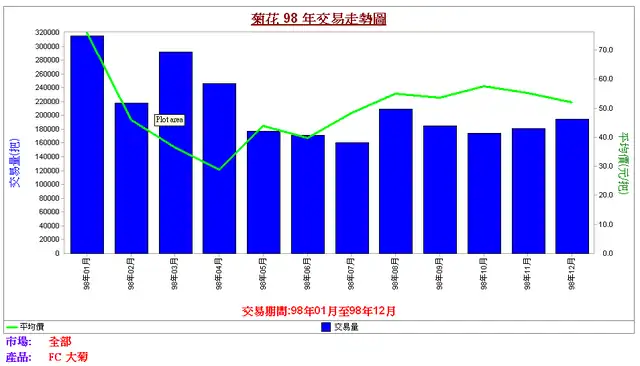 菊花 98 年交易走勢圖
320000
300000
280000
260000
240000
220000
200000
180000
160000
140000
120000
100000
80000
60000
40000
20000
0
交易量(把)
70.0
60.0
50.0
40.0
30.0
20.0
10.0
0.0
平均價(元/把)
Plot area
98年01月
98年02月
98年03月
98年04月
98年05月
98年06月
98年07月
98年08月
98年09月
98年10月
98年11月
98年12月
交易期間:98年01月至98年12月
平均價
交易量
市場: 全部
產品: FC 大菊